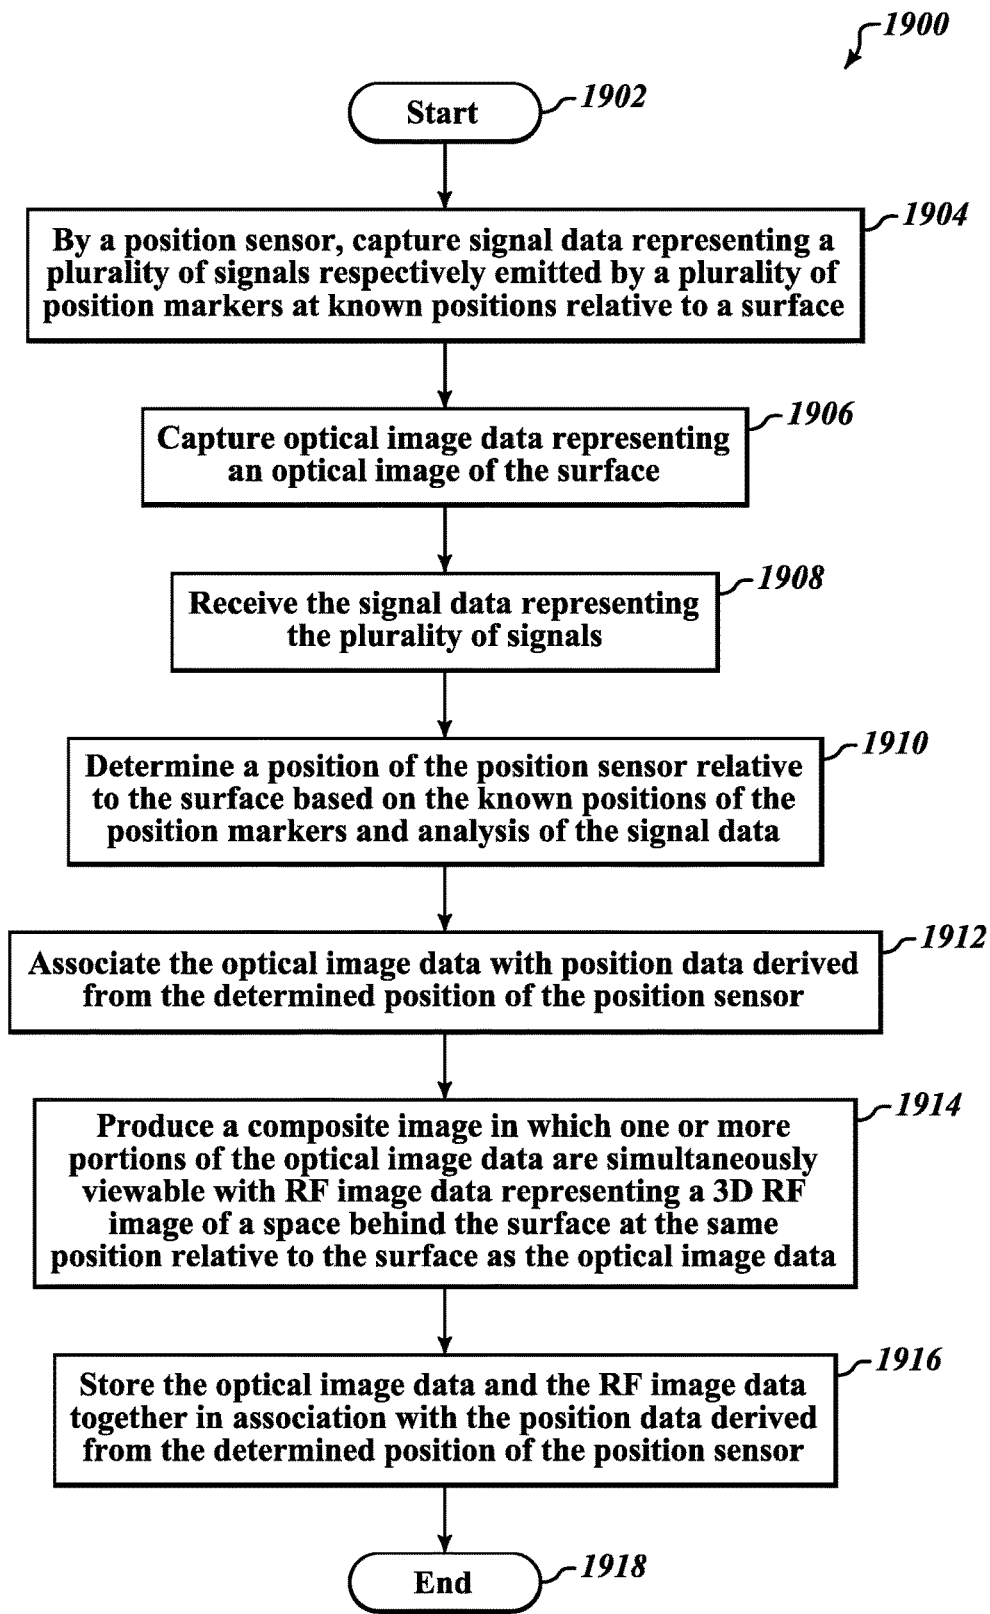 1900
Start
1902
By a position sensor, capture signal data representing a
plurality of signals respectively emitted by a plurality of
position markers at known positions relative to a surface
1904
Capture optical image data representing
an optical image of the surface
1906
Receive the signal data representing
the plurality of signals
1908
Determine a position of the position sensor relative
to the surface based on the known positions of the
position markers and analysis of the signal data
1910
Associate the optical image data with position data derived
from the determined position of the position sensor
1912
Produce a composite image in which one or more
portions of the optical image data are simultaneously
viewable with RF image data representing a 3D RF
image of a space behind the surface at the same
position relative to the surface as the optical image data
1914
Store the optical image data and the RF image data
together in association with the position data derived
from the determined position of the position sensor
1916
End
1918